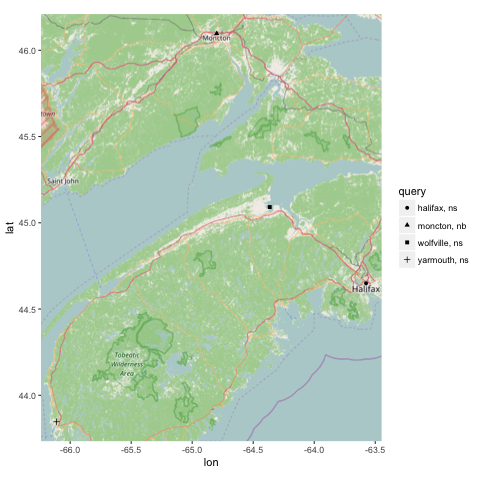 46.0
45.5
45.0
44.5
44.0
lat
Moncton
town
Saint John
Halifax
Tobeatic
Wilderness
Area
-66.0
-65.5
-65.0
-64.5
-64.0
-63.5
lon
query
halifax, ns
moncton, nb
wolfville, ns
yarmouth, ns